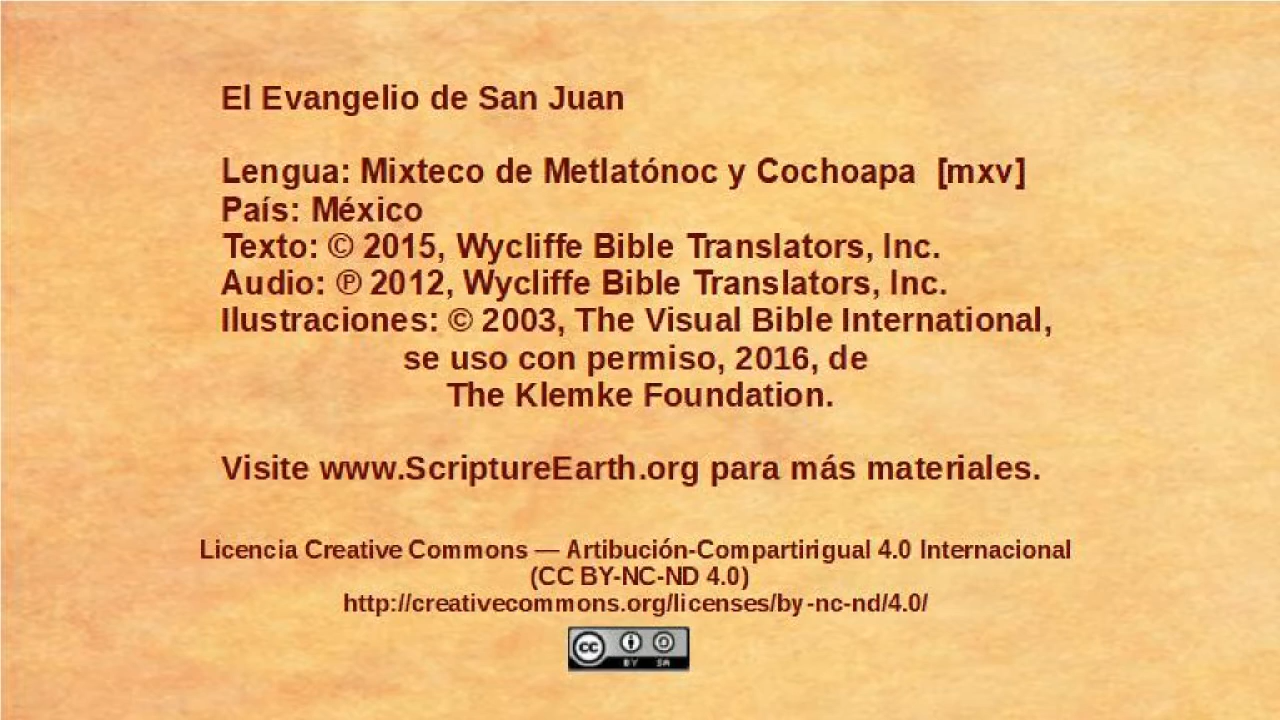 El Evangelio de San Juan
Lengua: Mixteco de Metlatónoc y Cochoapa [mxv]
País: México
Texto: © 2015, Wycliffe Bible Translators, Inc.
Audio: ℗ 2012, Wycliffe Bible Translators, Inc.
Ilustraciones: © 2003, The Visual Bible International,
se uso con permiso, 2016, de
The Klemke Foundation.
Visite www.ScriptureEarth.org para más materiales.
Licencia Creative Commons — Artibución-Compartirigual 4.0 Internacional
(CC BY-NC-ND 4.0)
http://creativecommons.org/licenses/by-nc-nd/4.0/
cc BY SA